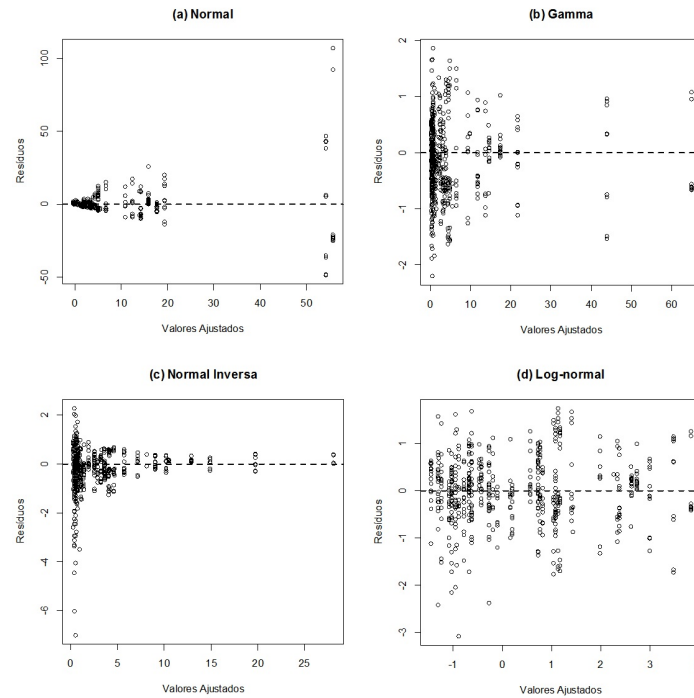 (a) Normal
Resíduos
100
50
0
-50
0 10 20 30 40 50
Valores Ajustados
(b) Gamma
Resíduos
2
1
0
-1
-2
0 10 20 30 40 50 60
Valores Ajustados
(c) Normal Inversa
Resíduos
2
0
-2
-4
-6
0 5 10 15 20 25
Valores Ajustados
(d) Log-normal
Resíduos
1
0
-1
-2
-3
-1 0 1 2 3
Valores Ajustados